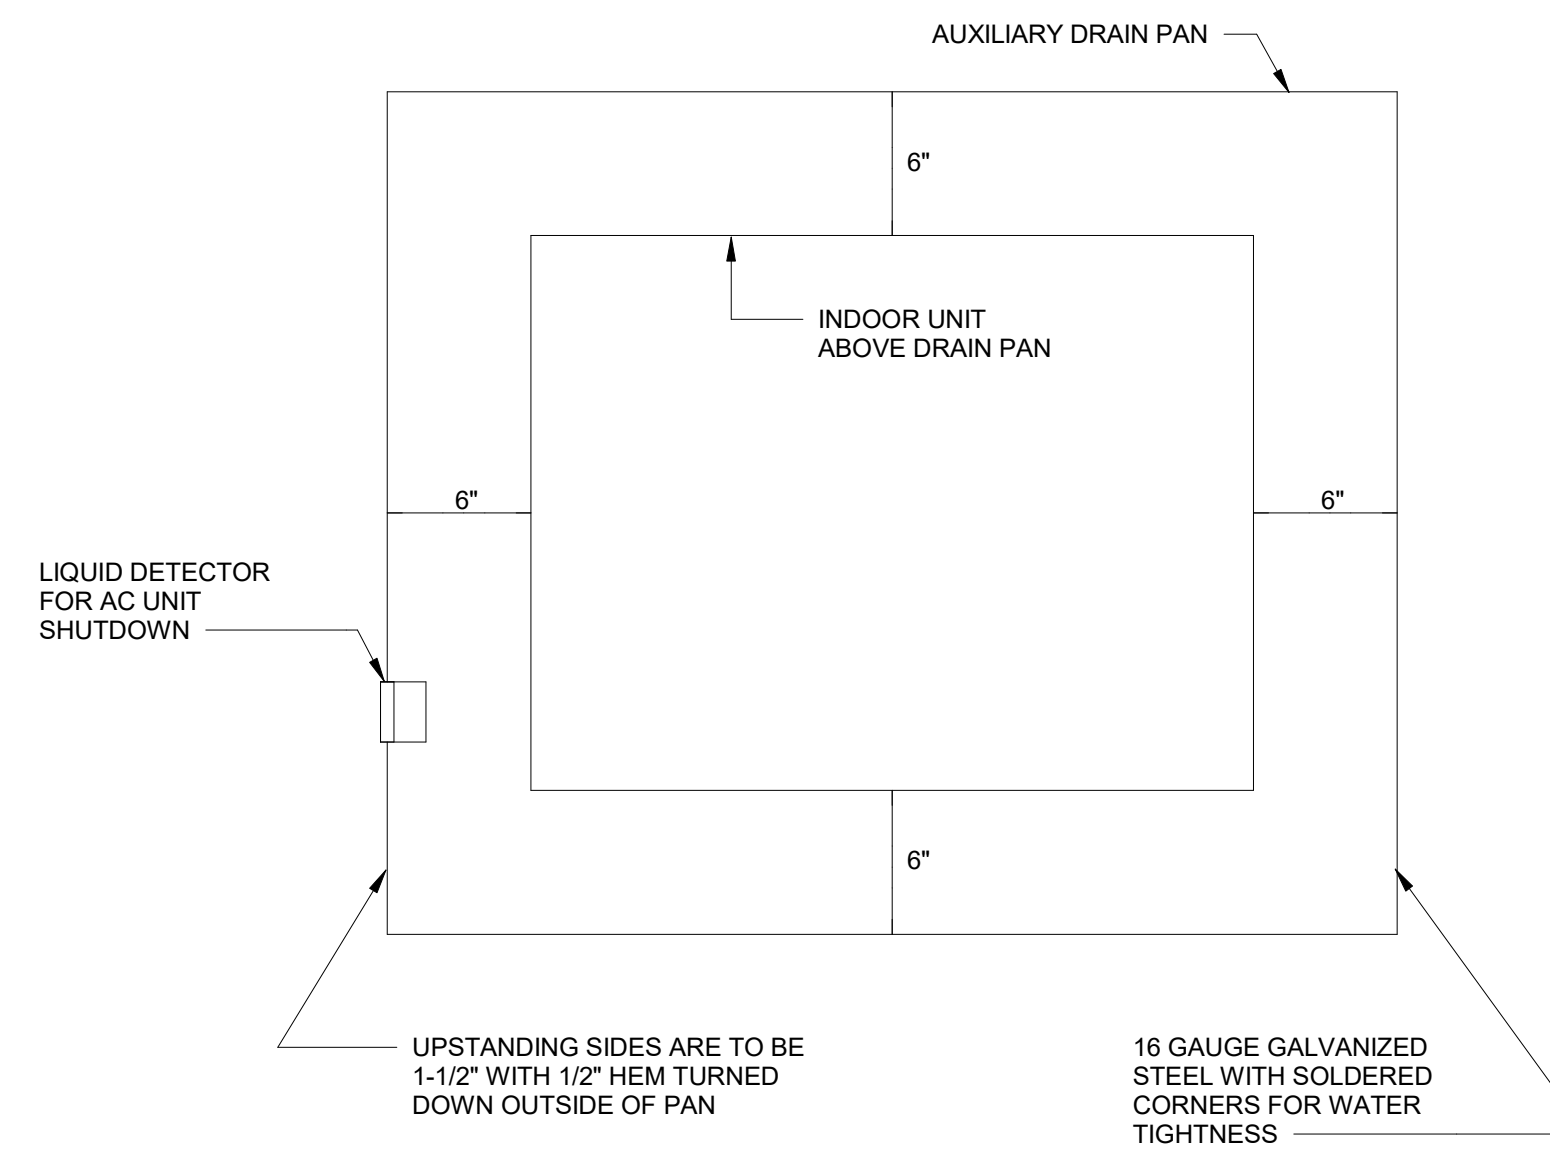 AUXILIARY DRAIN PAN
6"
INDOOR UNIT
ABOVE DRAIN PAN
6"
6"
LIQUID DETECTOR
FOR AC UNIT
SHUTDOWN
6"
UPSTANDING SIDES ARE TO BE
1-1/2" WITH 1/2" HEM TURNED
DOWN OUTSIDE OF PAN
16 GAUGE GALVANIZED
STEEL WITH SOLDERED
CORNERS FOR WATER
TIGHTNESS